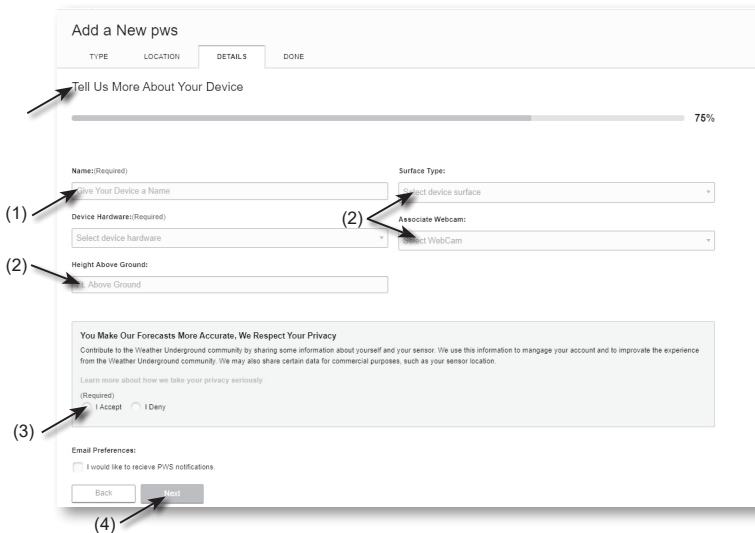 Add a New pws
TYPE LOCATION DETAILS DONE
Tell Us More About Your Device
75%
Name:(Required)
Give Your Device a Name
(1)
Surface Type:
Select device surface
(2)
Device Hardware:(Required)
Select device hardware
Associate Webcam:
Select WebCam
Height Above Ground:
(2)
Above Ground
You Make Our Forecasts More Accurate, We Respect Your Privacy
Contribute to the Weather Underground community by sharing some information about yourself and your sensor. We use this information to mangage your account and to improvate the experience
from the Weather Underground community. We may also share certain data for commercial purposes, such as your sensor location.
Learn more about how we take your privacy seriously
(Required)
I Accept I Deny
(3)
Email Preferences:
I would like to recieve PWS notifications.
Back Next
(4)